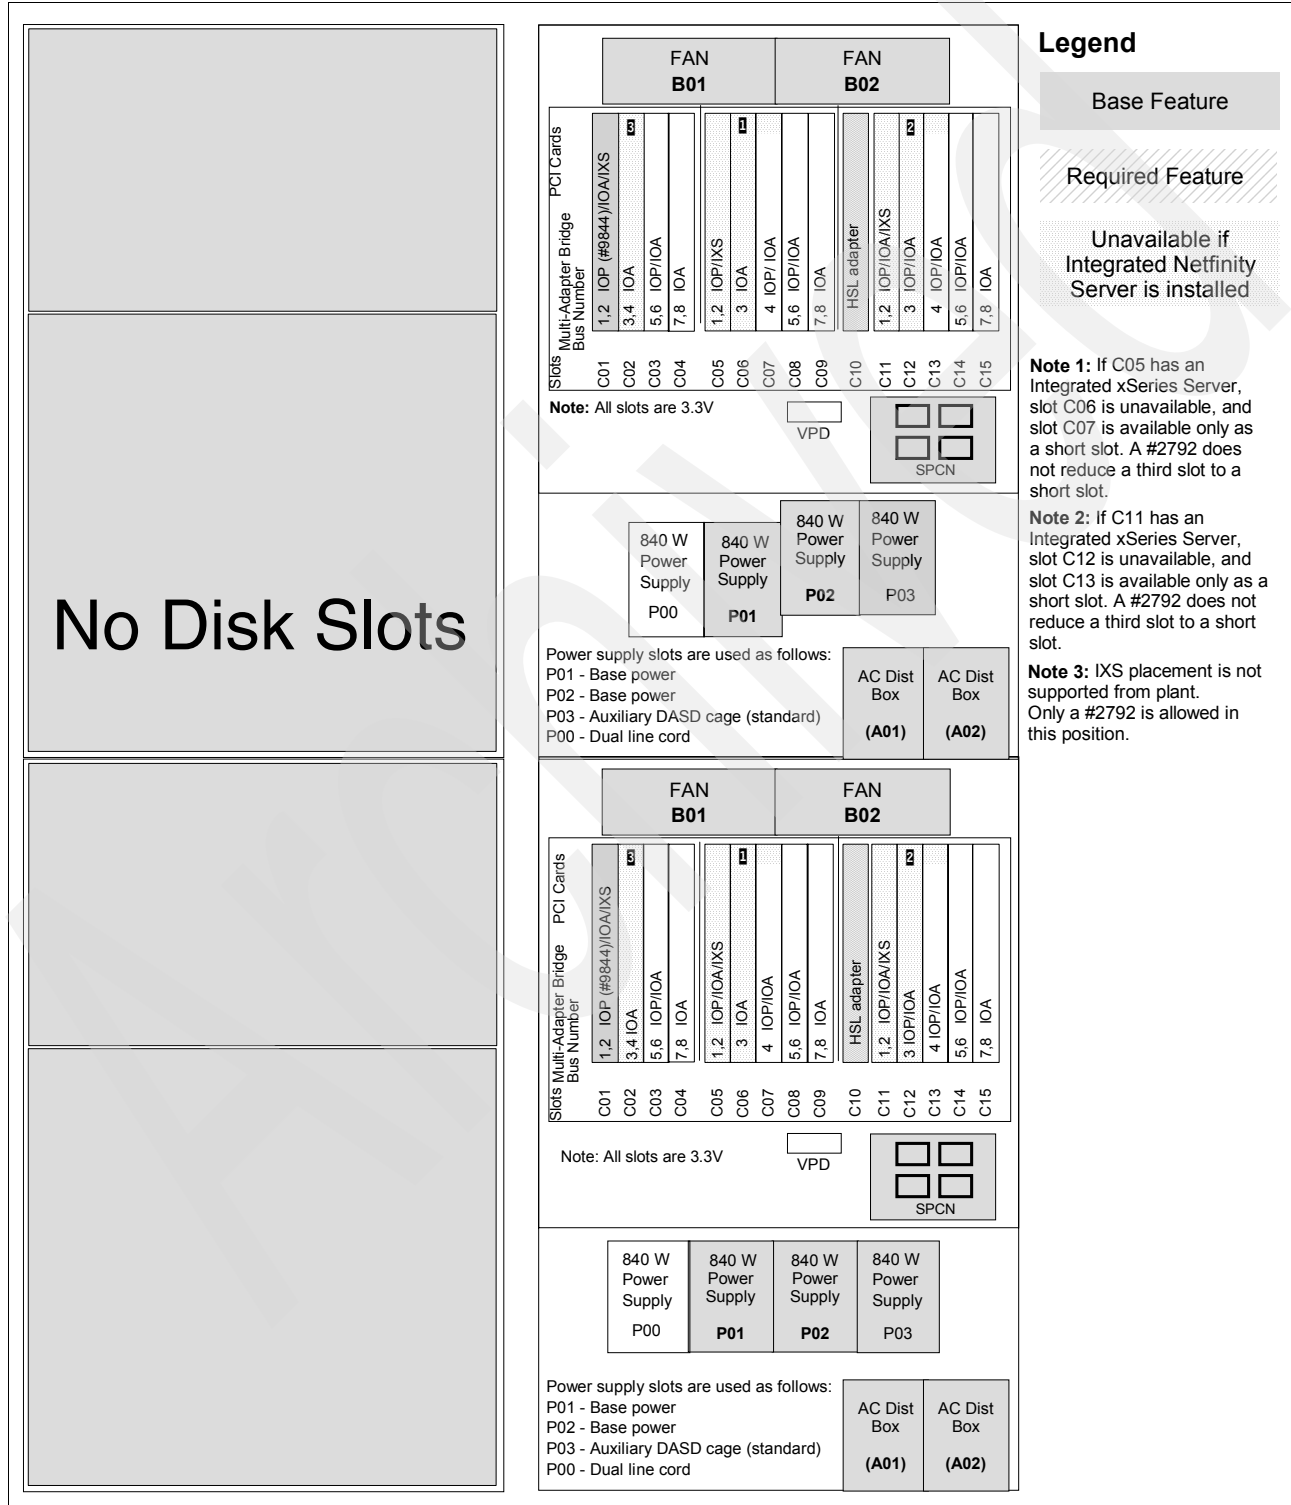 No Disk Slots
FAN
B01
FAN
B02
Slots Multi-Adapter Bridge PCI Cards
Bus Number
C01 1,2 IOP (#9844)/IOA/IXS
C02 3,4 IOA 3
C03 5,6 IOP/IOA
C04 7,8 IOA
C05 1,2 IOP/IXS
C06 3 IOA 1
C07 4 IOP/ IOA
C08 5,6 IOP/IOA
C09 7,8 IOA
C10 HSL adapter
C11 1,2 IOP/IOA/IXS
C12 3 IOP/IOA 2
C13 4 IOP/IOA
C14 5,6 IOP/IOA
C15 7,8 IOA
Note: All slots are 3.3V
VPD
SPCN
840 W
Power
Supply
P00
840 W
Power
Supply
P01
840 W
Power
Supply
P02
840 W
Power
Supply
P03
Power supply slots are used as follows:
P01 - Base power
P02 - Base power
P03 - Auxiliary DASD cage (standard)
P00 - Dual line cord
AC Dist
Box
(A01)
AC Dist
Box
(A02)
FAN
B01
FAN
B02
Slots Multi-Adapter Bridge PCI Cards
Bus Number
C01 1,2 IOP (#9844)/IOA/IXS
C02 3,4 IOA 3
C03 5,6 IOP/IOA
C04 7,8 IOA
C05 1,2 IOP/IOA/IXS
C06 3 IOA 1
C07 4 IOP/IOA
C08 5,6 IOP/IOA
C09 7,8 IOA
C10 HSL adapter
C11 1,2 IOP/IOA/IXS
C12 3 IOP/IOA 2
C13 4 IOP/IOA
C14 5,6 IOP/IOA
C15 7,8 IOA
Note: All slots are 3.3V
VPD
SPCN
840 W
Power
Supply
P00
840 W
Power
Supply
P01
840 W
Power
Supply
P02
840 W
Power
Supply
P03
Power supply slots are used as follows:
P01 - Base power
P02 - Base power
P03 - Auxiliary DASD cage (standard)
P00 - Dual line cord
AC Dist
Box
(A01)
AC Dist
Box
(A02)
Legend
Base Feature
Required Feature
Unavailable if
Integrated Netfinity
Server is installed
Note 1: If C05 has an
Integrated xSeries Server,
slot C06 is unavailable, and
slot C07 is available only as
a short slot. A #2792 does
not reduce a third slot to a
short slot.
Note 2: If C11 has an
Integrated xSeries Server,
slot C12 is unavailable, and
slot C13 is available only as a
short slot. A #2792 does not
reduce a third slot to a short
slot.
Note 3: IXS placement is not
supported from plant.
Only a #2792 is allowed in
this position.
Archived